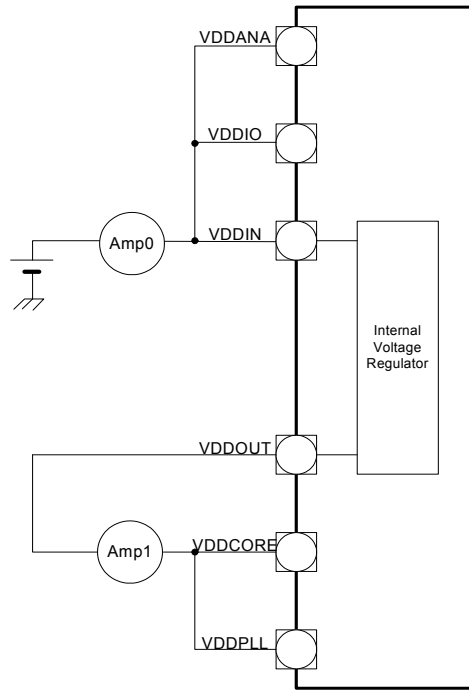 VDDANA
VDDIO
Amp0
VDDIN
Internal
Voltage
Regulator
VDDOUT
Amp1
VDDCORE
VDDPLL